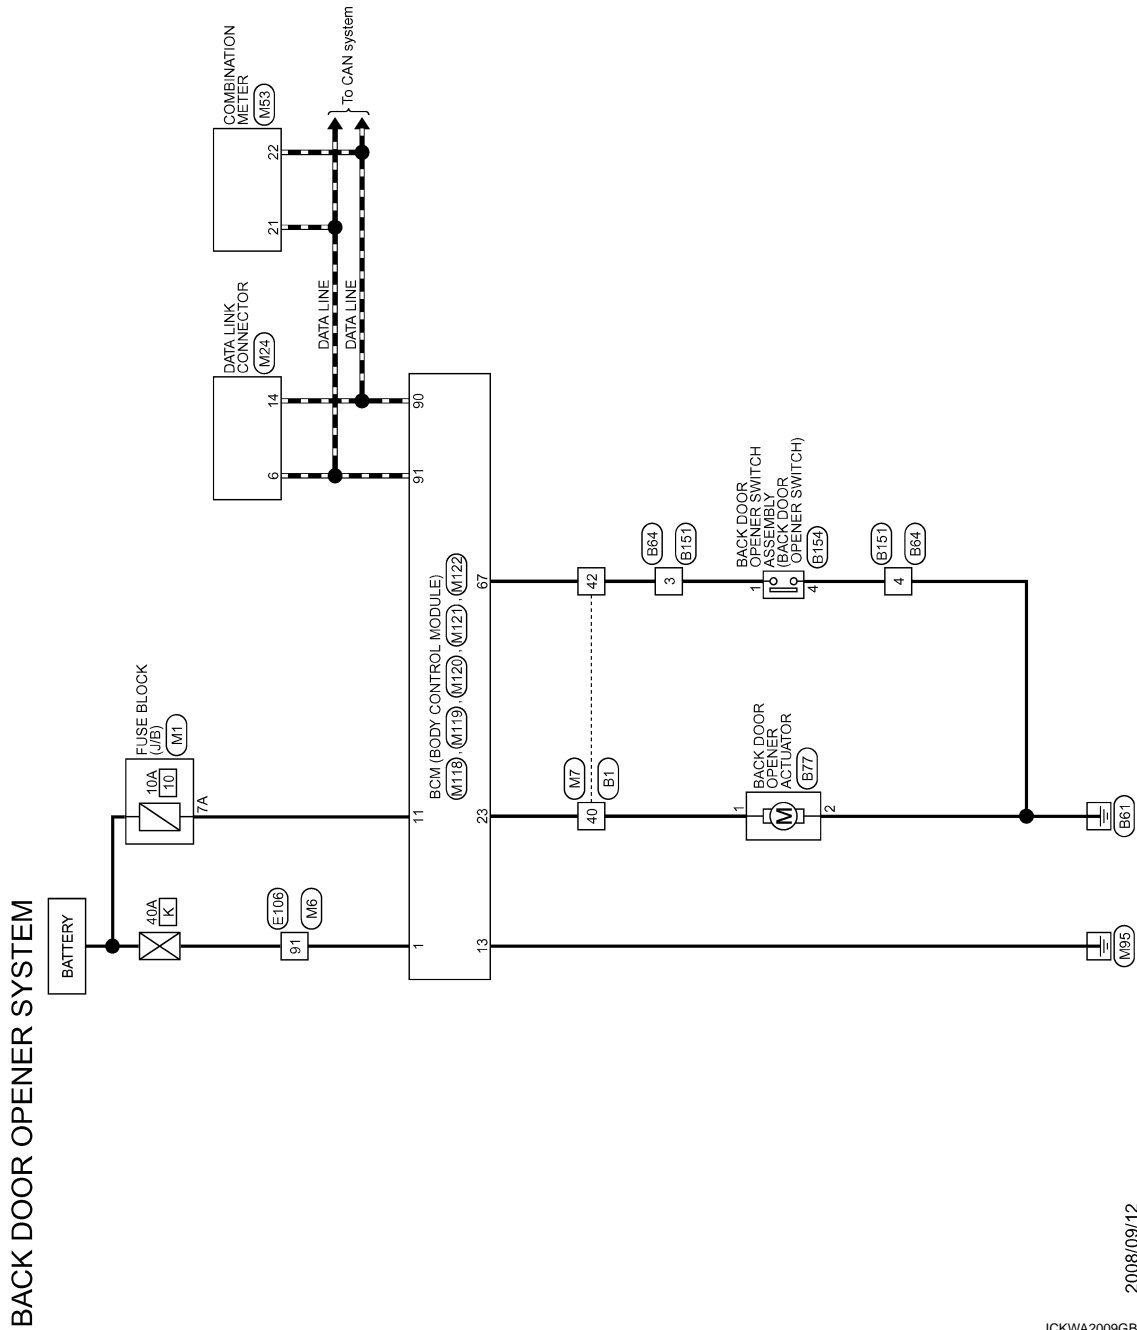 BACK DOOR OPENER SYSTEM
BATTERY
40A
K
E106
91
M6
FUSE BLOCK
(J/B)
M1
10A
10
7A
DATA LINK
CONNECTOR
M24
6
14
COMBINATION
METER
M53
21
22
DATA LINE
DATA LINE
To CAN system
1
11
91
90
BCM (BODY CONTROL MODULE)
M118 , M119 , M120 , M121 , M122
13
23
67
M7
40
B1
42
B64
3
B151
BACK DOOR
OPENER
ACTUATOR
B77
1
M
2
BACK DOOR
OPENER SWITCH
ASSEMBLY
(BACK DOOR
OPENER SWITCH)
B154
1
4
B151
4
B64
M95
B61
2008/09/12
JCKWA2009GB